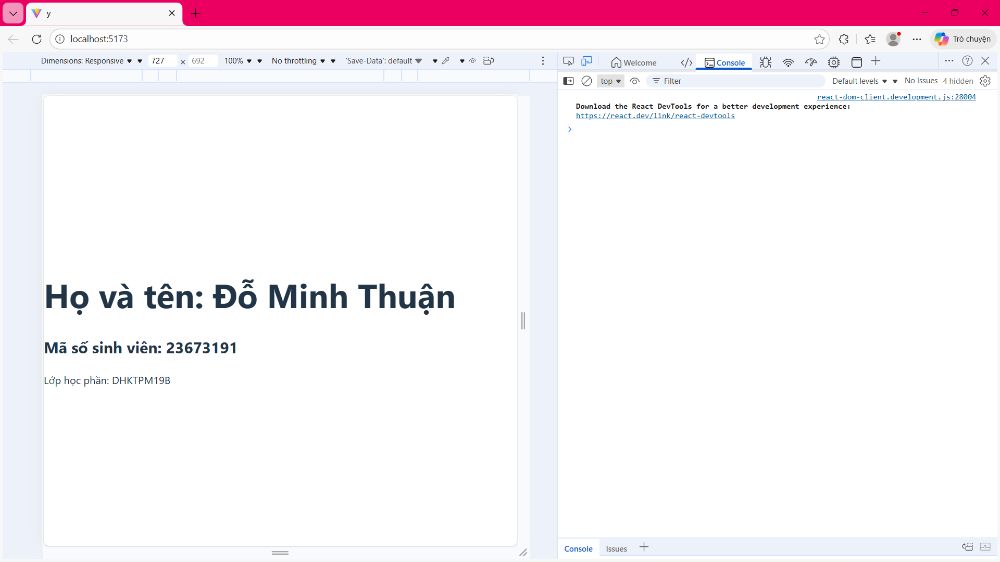 y
localhost:5173
Trò chuyện
Dimensions: Responsive 727 × 692 100% No throttling 'Save-Data': default
Welcome Console
top Filter Default levels No Issues 4 hidden
react-dom-client.development.js:28004
Download the React DevTools for a better development experience:
https://react.dev/link/react-devtools
Họ và tên: Đỗ Minh Thuận
Mã số sinh viên: 23673191
Lớp học phần: DHKTPM19B
Console Issues